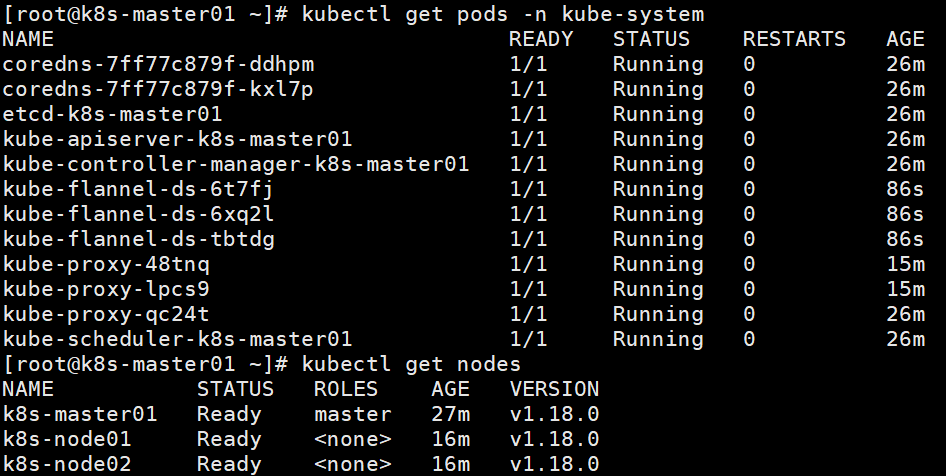 [root@k8s-master01 ~]# kubectl get pods -n kube-system
NAME READY STATUS RESTARTS AGE
coredns-7ff77c879f-ddhpm 1/1 Running 0 26m
coredns-7ff77c879f-kxl7p 1/1 Running 0 26m
etcd-k8s-master01 1/1 Running 0 26m
kube-apiserver-k8s-master01 1/1 Running 0 26m
kube-controller-manager-k8s-master01 1/1 Running 0 26m
kube-flannel-ds-6t7fj 1/1 Running 0 86s
kube-flannel-ds-6xq2l 1/1 Running 0 86s
kube-flannel-ds-tbtdg 1/1 Running 0 86s
kube-proxy-48tnq 1/1 Running 0 15m
kube-proxy-lpcs9 1/1 Running 0 15m
kube-proxy-qc24t 1/1 Running 0 26m
kube-scheduler-k8s-master01 1/1 Running 0 26m
[root@k8s-master01 ~]# kubectl get nodes
NAME STATUS ROLES AGE VERSION
k8s-master01 Ready master 27m v1.18.0
k8s-node01 Ready <none> 16m v1.18.0
k8s-node02 Ready <none> 16m v1.18.0